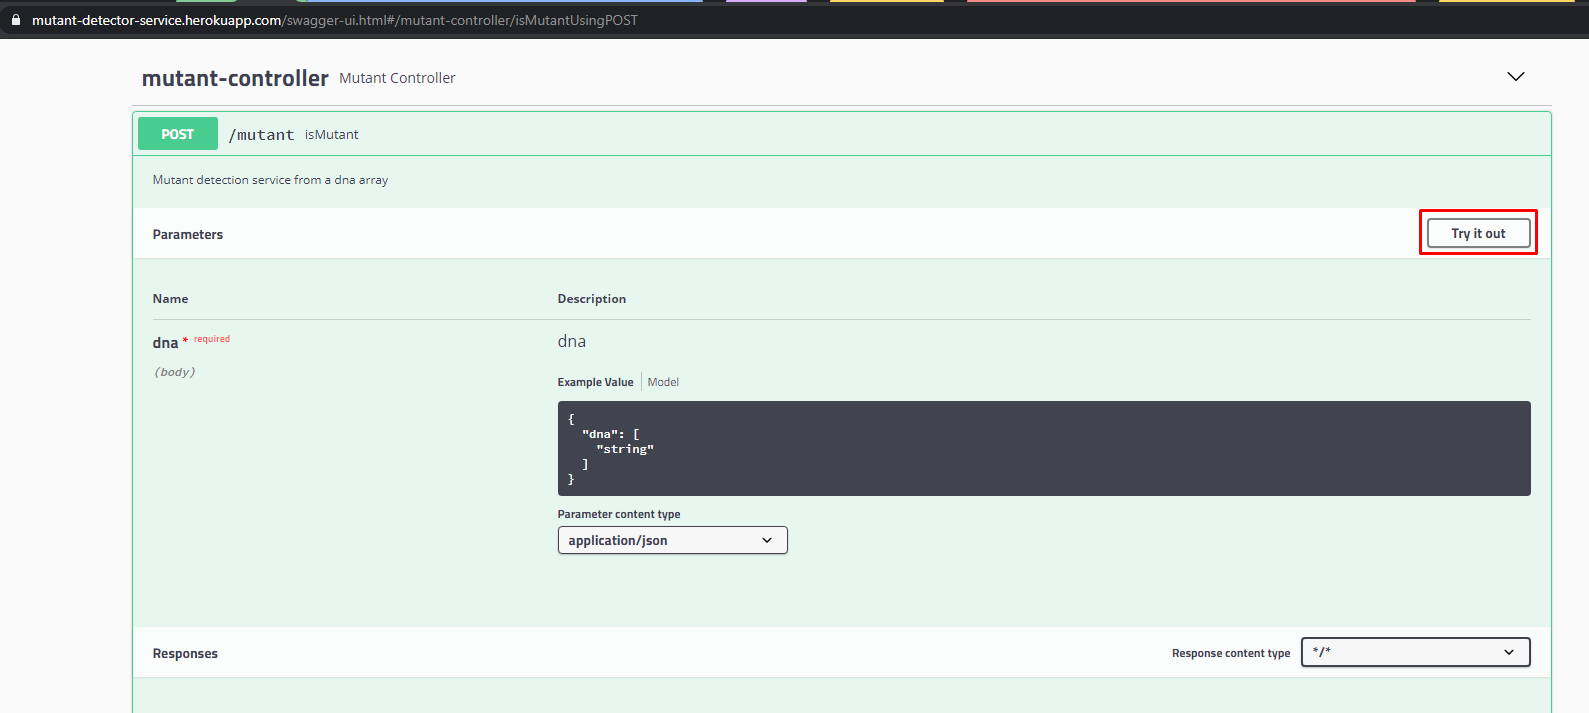 mutant-detector-service.herokuapp.com/swagger-ui.html#/mutant-controller/isMutantUsingPOST
mutant-controller Mutant Controller
POST /mutant isMutant
Mutant detection service from a dna array
Parameters Try it out
Name Description
dna * required dna
(body)
Example Value Model
{
"dna": [
"string"
]
}
Parameter content type
application/json
Responses Response content type */*